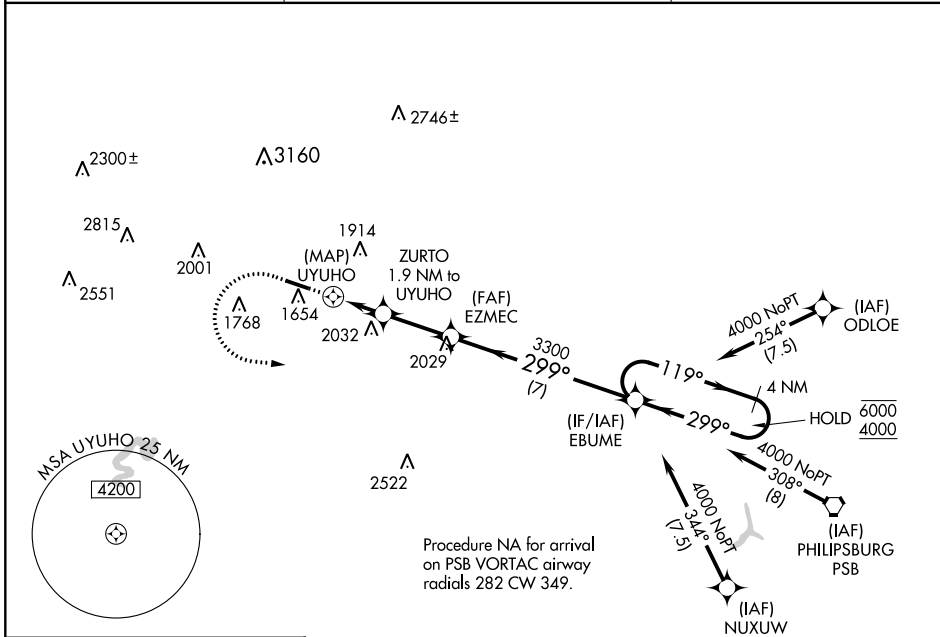 2746±
3160
2300±
2815
2001
2551
1914
(MAP)
UYUHO
ZURTO
1.9 NM to
UYUHO
(FAF)
EZMEC
1768
1654
2032
2029
3300
299°
(7)
(IF/IAF)
EBUME
119°
4 NM
299°
HOLD
6000
4000
4000 NoPT
254°
(7.5)
(IAF)
ODLOE
4000 NoPT
308°
(8)
(IAF)
PHILIPSBURG
PSB
4000 NoPT
344°
(7.5)
(IAF)
NUXUW
2522
MSA UYUHO 25 NM
4200
Procedure NA for arrival
on PSB VORTAC airway
radials 282 CW 349.